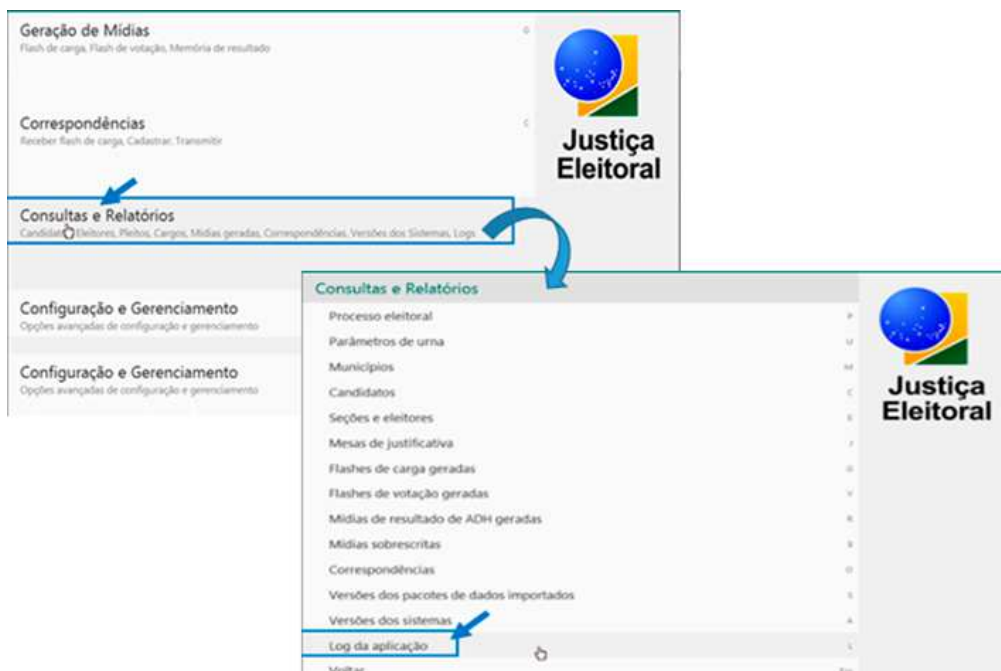 Geração de Mídias
G
Flash de carga, Flash de votação, Memória de resultado
Correspondências
C
Receber flash de carga, Cadastrar, Transmitir
Justiça
Eleitoral
Consultas e Relatórios
Eleitores, Pleitos, Cargos, Mídias geradas, Correspondências, Versões dos Sistemas, Logs
Configuração e Gerenciamento
Opções avançadas de configuração e gerenciamento
Configuração e Gerenciamento
Opções avançadas de configuração e gerenciamento
Consultas e Relatórios
Processo eleitoral P
Parâmetros de urna U
Municípios M
Candidatos C
Seções e eleitores E
Mesas de justificativa J
Flashes de carga geradas G
Flashes de votação geradas V
Mídias de resultado de ADH geradas R
Mídias sobrescritas
Correspondências O
Versões dos pacotes de dados importados S
Versões dos sistemas A
Log da aplicação L
Voltar Esc
Justiça
Eleitoral